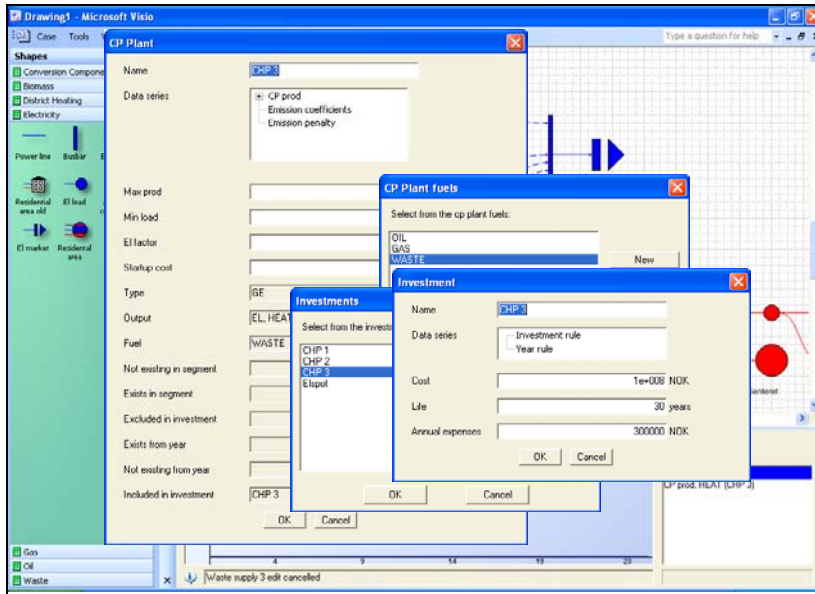 Drawing1 - Microsoft Visio
Case Tools
Type a question for help
Shapes
Conversion Compone
Biomass
District Heating
Electricity
Power line Busbar
Residential area old
El load
El market
Residental area
Gas
Oil
Waste
CP Plant
Name CHP 3
Data series
CP prod
Emission coefficients
Emission penalty
Max prod
Min load
El factor
Startup cost
Type GE
Output EL, HEAT
Fuel WASTE
Not existing in segment
Exists in segment
Excluded in investment
Exists from year
Not existing from year
Included in investment CHP 3
OK Cancel
CP Plant fuels
Select from the cp plant fuels:
OIL
GAS
WASTE
New
Investments
Select from the invest
CHP 1
CHP 2
CHP 3
Elspot
OK Cancel
Investment
Name CHP 3
Data series
Investment rule
Year rule
Cost 1e+008 NOK
Life 30 years
Annual expenses 300000 NOK
OK Cancel
CP prod. HEAT (CHP 3)
4 9 14 19
Waste supply 3 edit cancelled